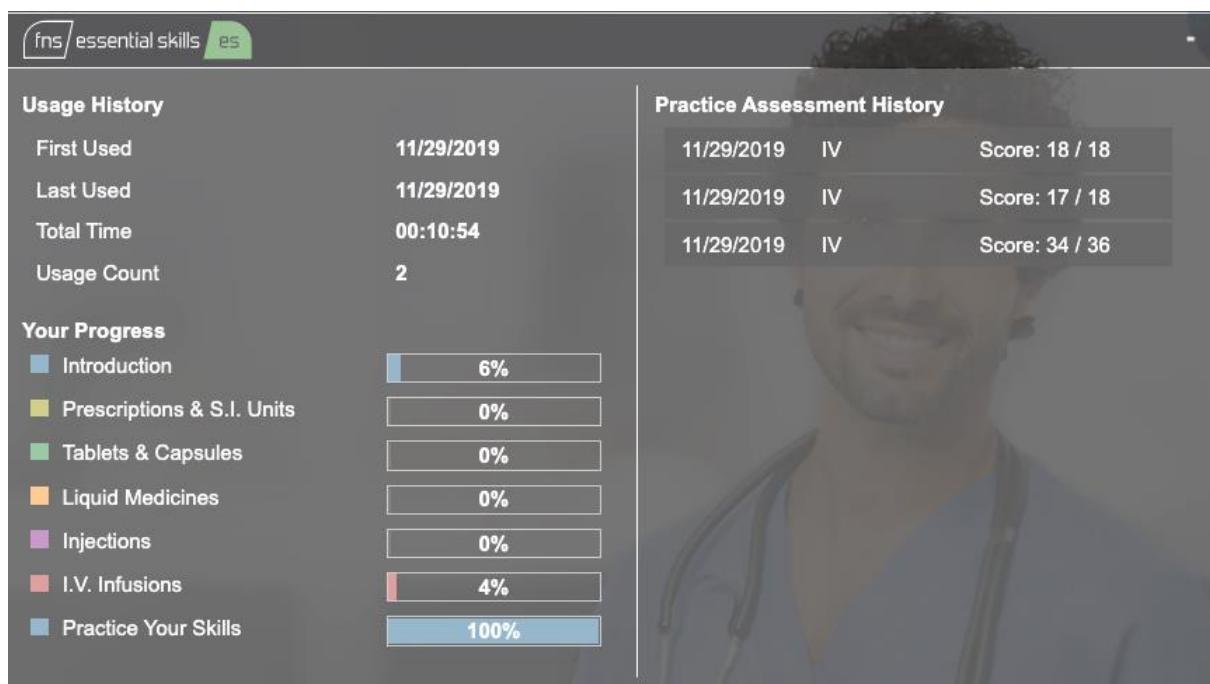 fns essential skills es
Usage History
First Used 11/29/2019
Last Used 11/29/2019
Total Time 00:10:54
Usage Count 2
Your Progress
Introduction 6%
Prescriptions & S.I. Units 0%
Tablets & Capsules 0%
Liquid Medicines 0%
Injections 0%
I.V. Infusions 4%
Practice Your Skills 100%
Practice Assessment History
11/29/2019 IV Score: 18 / 18
11/29/2019 IV Score: 17 / 18
11/29/2019 IV Score: 34 / 36